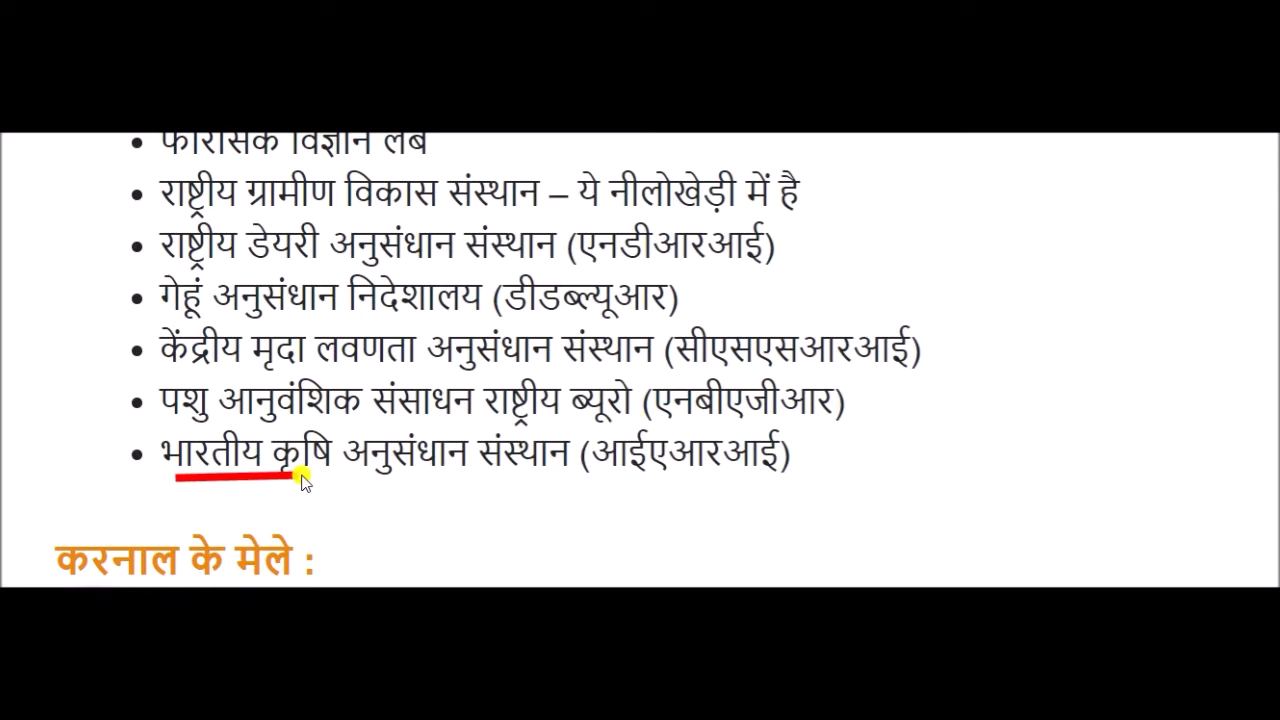 फॉरेंसिक विज्ञान लैब
राष्ट्रीय ग्रामीण विकास संस्थान – ये नीलोखेड़ी में है
राष्ट्रीय डेयरी अनुसंधान संस्थान (एनडीआरआई)
गेहूं अनुसंधान निदेशालय (डीडब्ल्यूआर)
केंद्रीय मृदा लवणता अनुसंधान संस्थान (सीएसएसआरआई)
पशु आनुवंशिक संसाधन राष्ट्रीय ब्यूरो (एनबीएजीआर)
भारतीय कृषि अनुसंधान संस्थान (आईएआरआई)
करनाल के मेले :